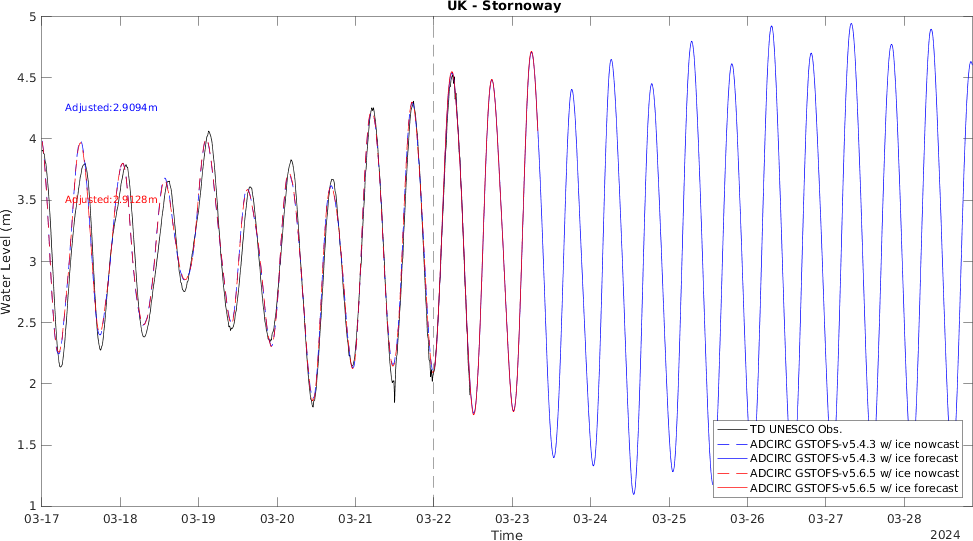 UK - Stornoway
5
4.5
4
3.5
3
2.5
2
1.5
1
Water Level (m)
Adjusted:2.9094m
Adjusted:2.9128m
TD UNESCO Obs.
ADCIRC GSTOFS-v5.4.3 w/ ice nowcast
ADCIRC GSTOFS-v5.4.3 w/ ice forecast
ADCIRC GSTOFS-v5.6.5 w/ ice nowcast
ADCIRC GSTOFS-v5.6.5 w/ ice forecast
03-17 03-18 03-19 03-20 03-21 03-22 03-23 03-24 03-25 03-26 03-27 03-28
Time
2024